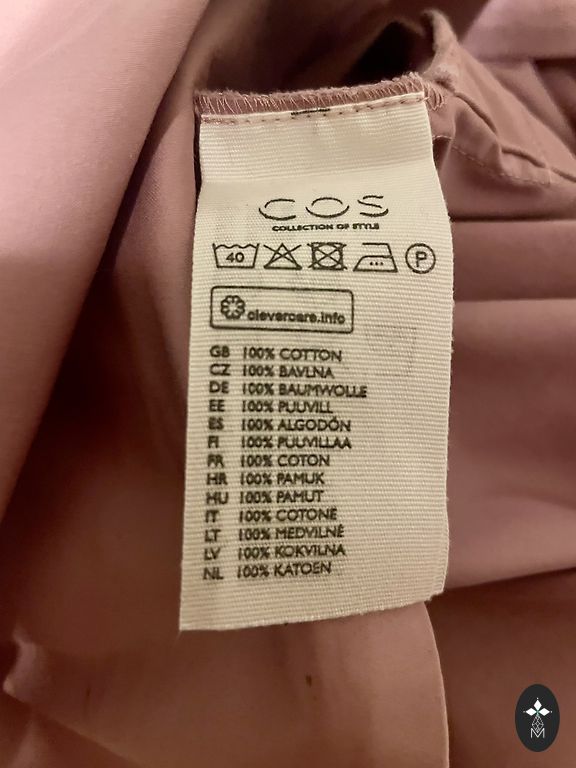 COS
COLLECTION OF STYLE
40 P
clevercare.info
GB 100% COTTON
CZ 100% BAVLNA
DE 100% BAUMWOLLE
EE 100% PUUVILL
ES 100% ALGODÓN
FI 100% PUUVILLAA
FR 100% COTON
HR 100% PAMUK
HU 100% PAMUT
IT 100% COTONE
LT 100% MEDVILNĖ
LV 100% KOKVILNA
NL 100% KATOEN
M